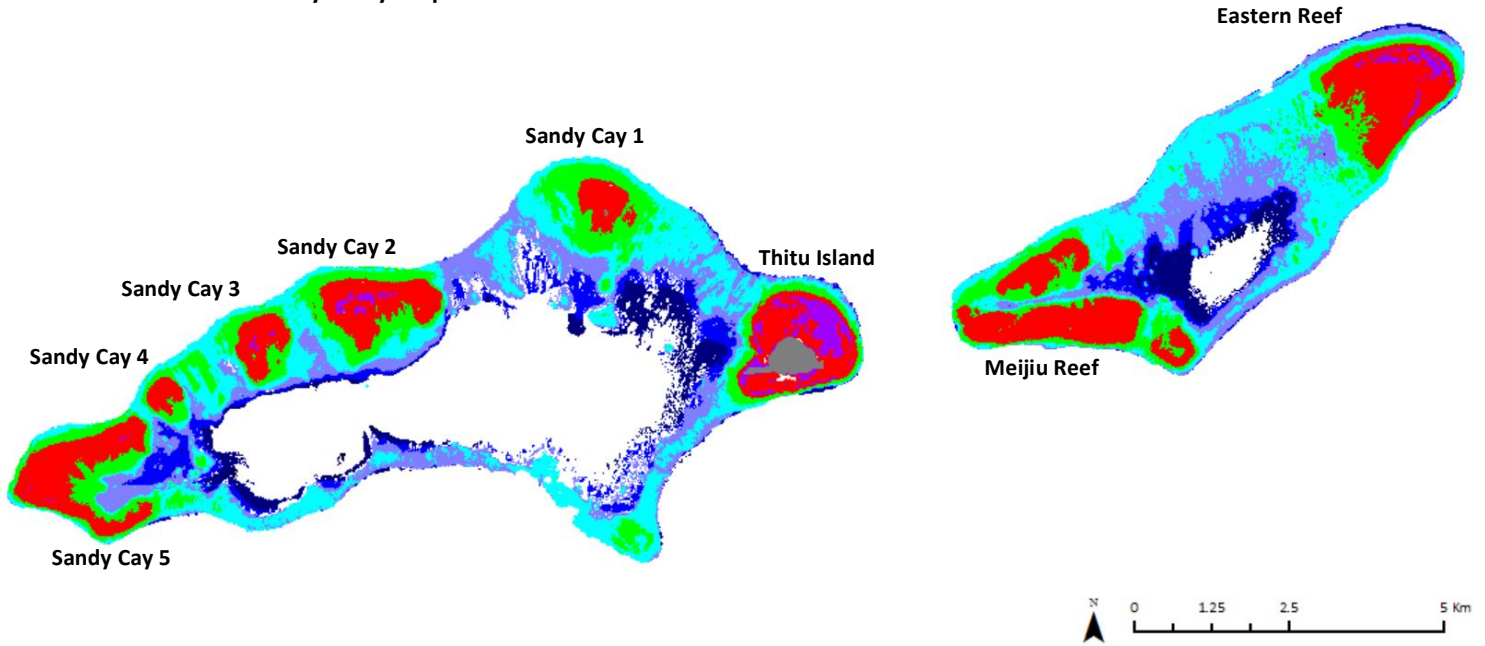 Eastern Reef
Sandy Cay 1
Sandy Cay 2
Thitu Island
Sandy Cay 3
Sandy Cay 4
Meijiu Reef
Sandy Cay 5
N
0 1.25 2.5 5 Km